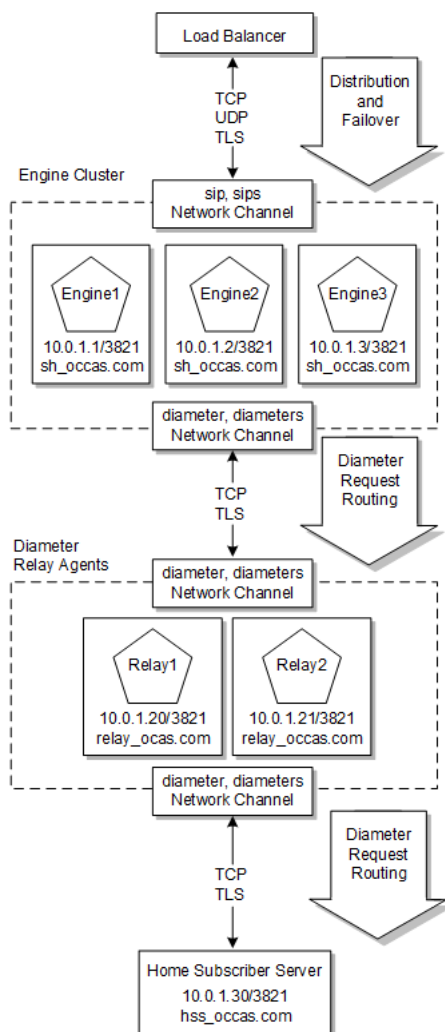 Load Balancer
TCP
UDP
TLS
Distribution
and
Failover
Engine Cluster
sip, sips
Network Channel
Engine1
10.0.1.1/3821
sh_occas.com
Engine2
10.0.1.2/3821
sh_occas.com
Engine3
10.0.1.3/3821
sh_occas.com
diameter, diameters
Network Channel
TCP
TLS
Diameter
Request
Routing
Diameter
Relay Agents
diameter, diameters
Network Channel
Relay1
10.0.1.20/3821
relay_ocas.com
Relay2
10.0.1.21/3821
relay_occas.com
diameter, diameters
Network Channel
TCP
TLS
Diameter
Request
Routing
Home Subscriber Server
10.0.1.30/3821
hss_occas.com